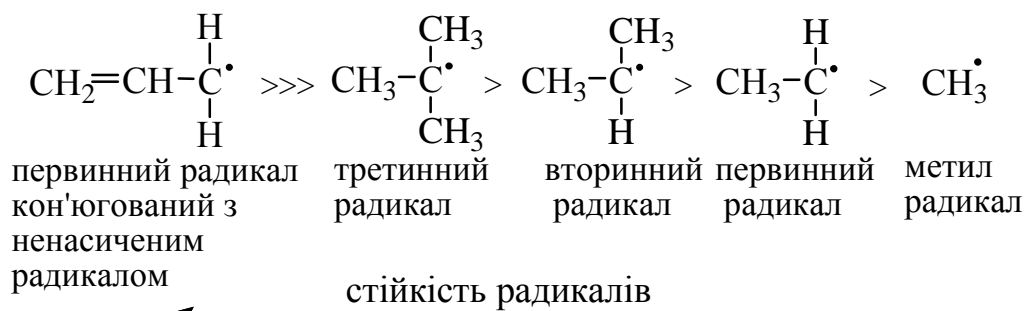 H CH₃ CH₃ H
CH₂=CH-C• >>> CH₃-C• > CH₃-C• > CH₃-C• > CH₃•
H CH₃ H H
первинний радикал третинний вторинний первинний метил
кон'югований з радикал радикал радикал радикал
ненасиченим
радикалом
стійкість радикалів